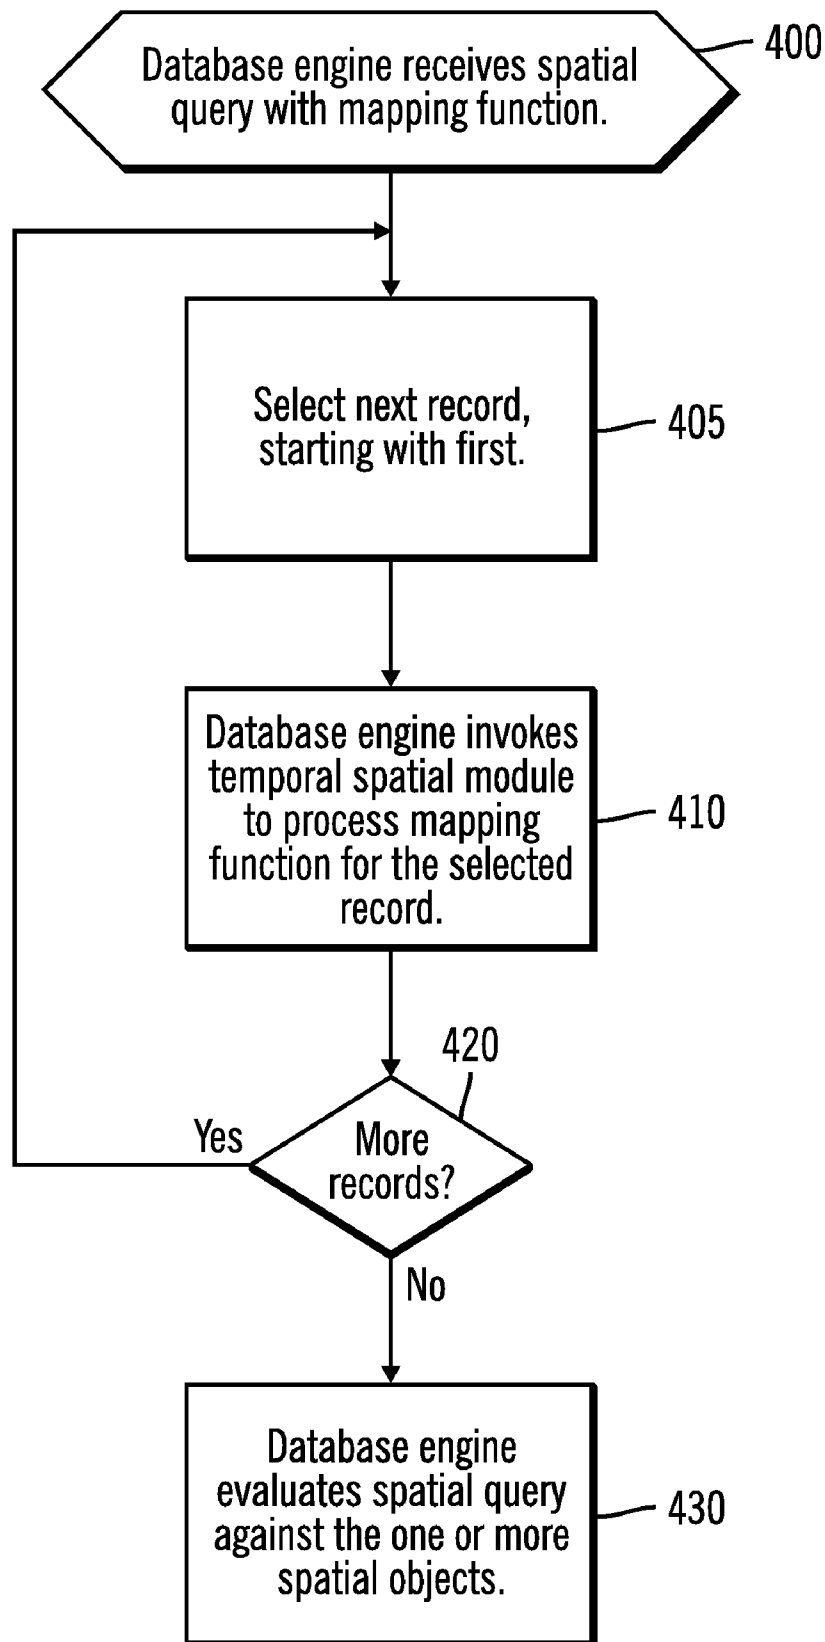 Database engine receives spatial
query with mapping function.
400
Select next record,
starting with first.
405
Database engine invokes
temporal spatial module
to process mapping
function for the selected
record.
410
420
More
records?
Yes
No
Database engine
evaluates spatial query
against the one or more
spatial objects.
430